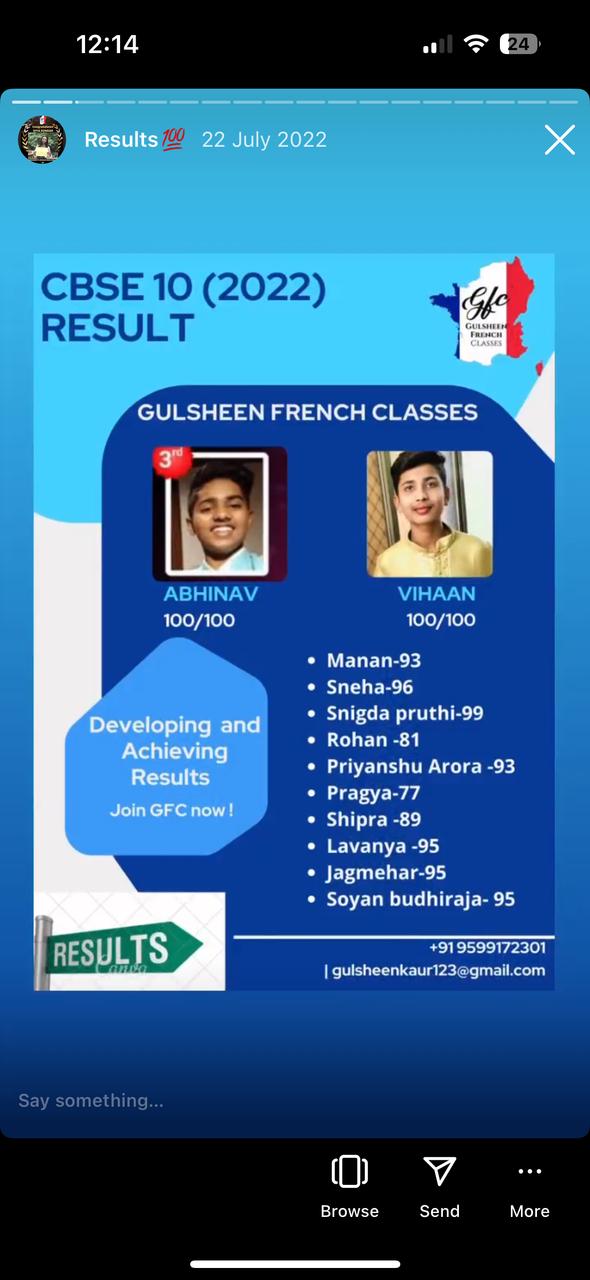 12:14
24
Results💯 22 July 2022
CBSE 10 (2022)
RESULT
Gfc
GULSHEEN
FRENCH
CLASSES
GULSHEEN FRENCH CLASSES
3rd
ABHINAV
100/100
VIHAAN
100/100
Developing and
Achieving
Results
Join GFC now !
• Manan-93
• Sneha-96
• Snigda pruthi-99
• Rohan -81
• Priyanshu Arora -93
• Pragya-77
• Shipra -89
• Lavanya -95
• Jagmehar-95
• Soyan budhiraja- 95
RESULTS
Canva
+91 9599172301
| gulsheenkaur123@gmail.com
Say something...
Browse
Send
More